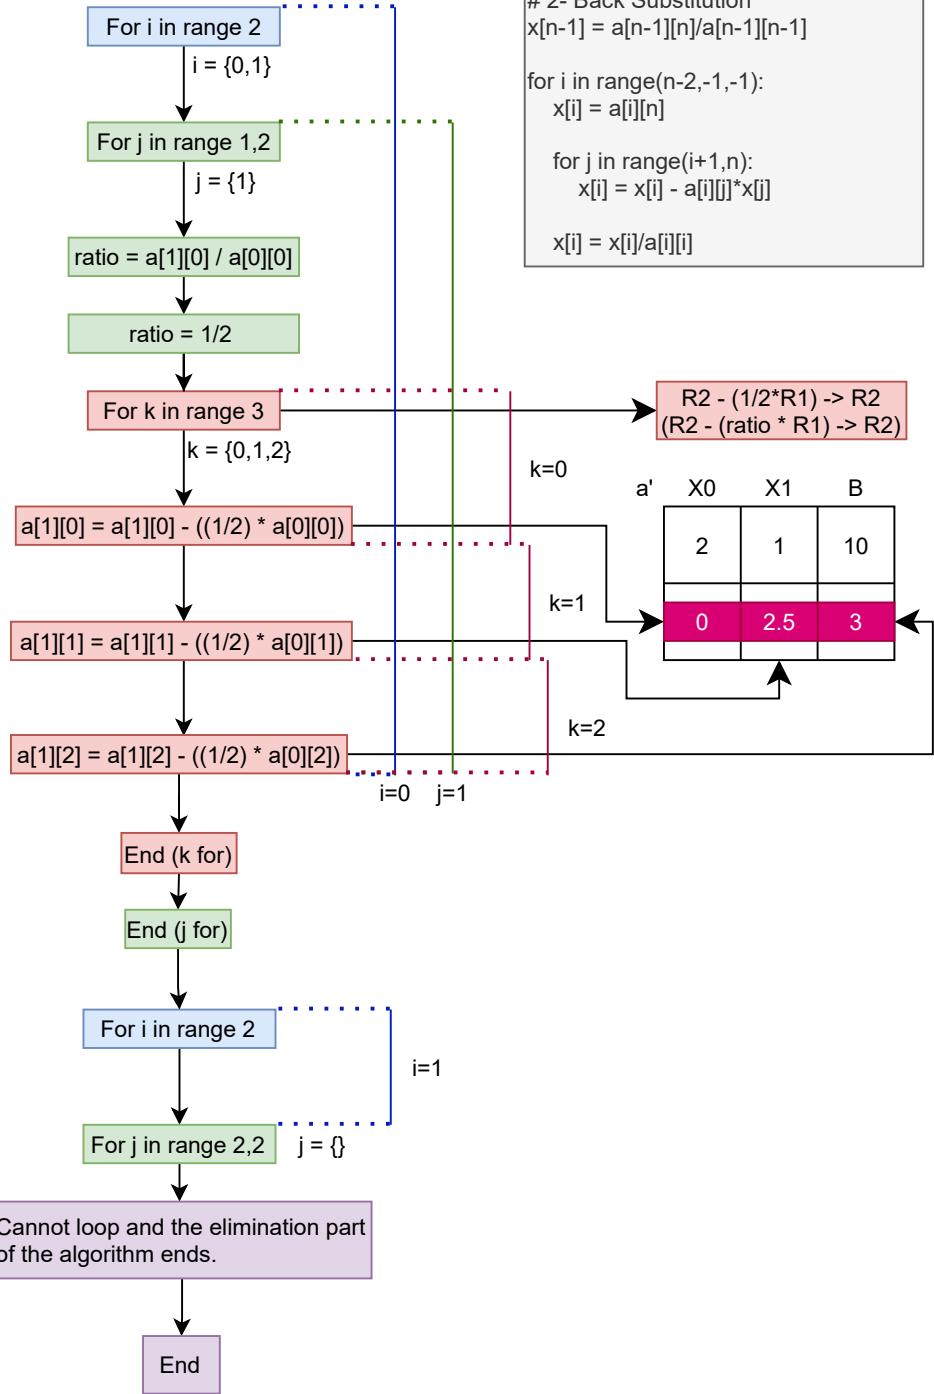 For i in range 2
i = {0,1}
For j in range 1,2
j = {1}
ratio = a[1][0] / a[0][0]
ratio = 1/2
For k in range 3
k = {0,1,2}
a[1][0] = a[1][0] - ((1/2) * a[0][0])
a[1][1] = a[1][1] - ((1/2) * a[0][1])
a[1][2] = a[1][2] - ((1/2) * a[0][2])
k=0
k=1
k=2
i=0
j=1
End (k for)
End (j for)
For i in range 2
i=1
For j in range 2,2
j = {}
Cannot loop and the elimination part
of the algorithm ends.
End
# 2- Back Substitution
x[n-1] = a[n-1][n]/a[n-1][n-1]
for i in range(n-2,-1,-1):
x[i] = a[i][n]
for j in range(i+1,n):
x[i] = x[i] - a[i][j]*x[j]
x[i] = x[i]/a[i][i]
R2 - (1/2*R1) -> R2
(R2 - (ratio * R1) -> R2)
a' X0 X1 B
2 1 10
0 2.5 3